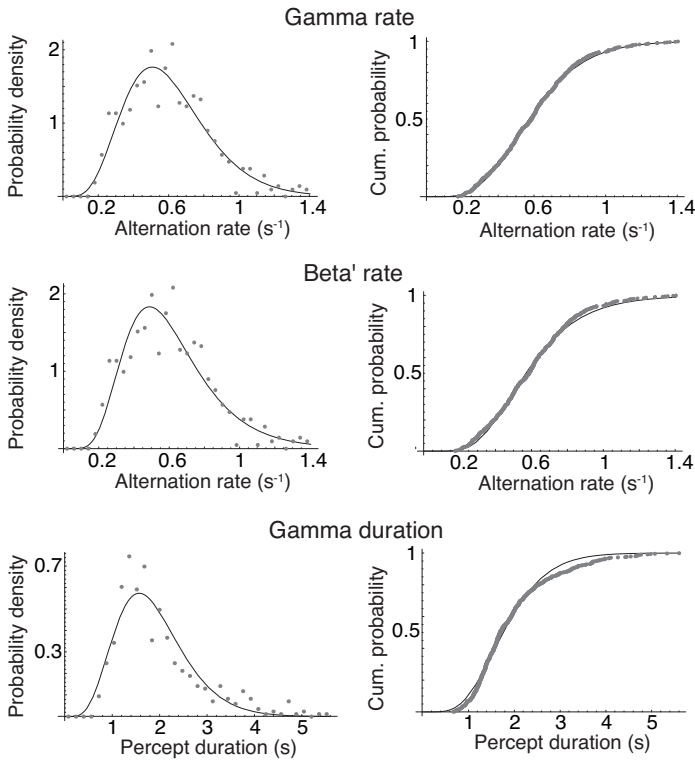 Gamma rate
Probability density
2
1
0.2 0.6 1 1.4
Alternation rate (s⁻¹)
Cum. probability
1
0.5
0.2 0.6 1 1.4
Alternation rate (s⁻¹)
Beta' rate
Probability density
2
1
0.2 0.6 1 1.4
Alternation rate (s⁻¹)
Cum. probability
1
0.5
0.2 0.6 1 1.4
Alternation rate (s⁻¹)
Gamma duration
Probability density
0.7
0.3
1 2 3 4 5
Percept duration (s)
Cum. probability
1
0.5
1 2 3 4 5
Percept duration (s)